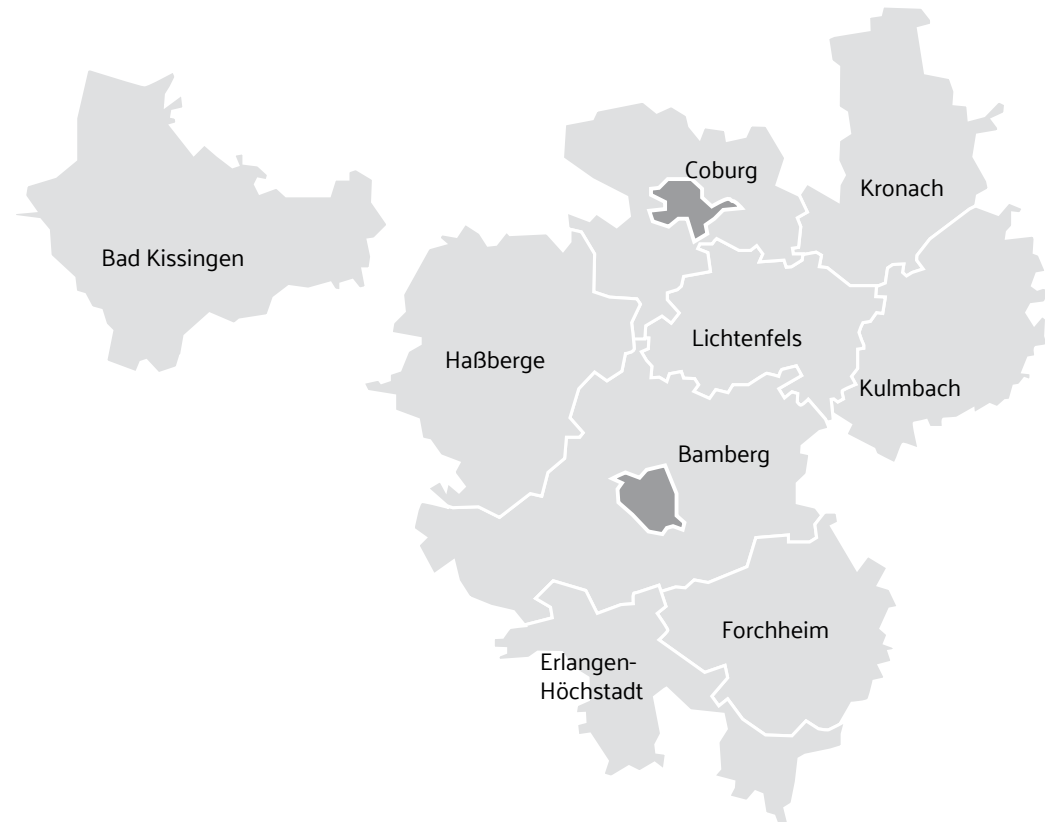 Coburg
Kronach
Bad Kissingen
Lichtenfels
Haßberge
Kulmbach
Bamberg
Forchheim
Erlangen-
Höchstadt